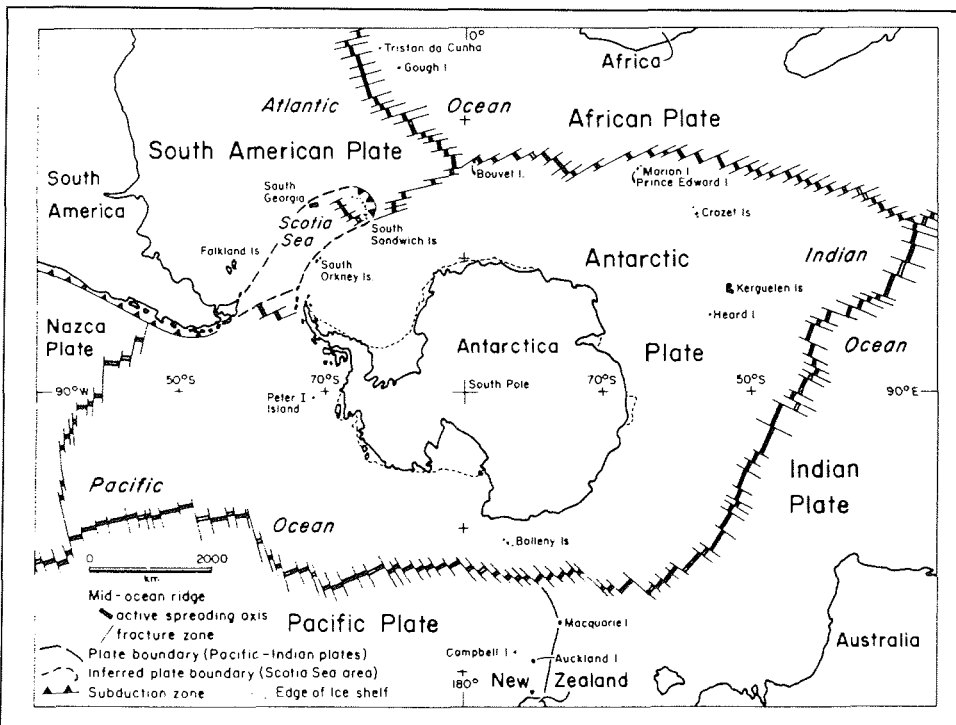 0°
Tristan da Cunha
Gough I
Africa
Atlantic
Ocean
African Plate
South American Plate
South
America
South
Georgia
Bouvet I.
Marion I
Prince Edward I
Scotia
Sea
Crozet Is
Falkland Is
South
Sandwich Is
South
Orkney Is.
Antarctic
Indian
Kerguelen Is
Heard I
Nazca
Plate
Antarctica
Plate
Ocean
90°W
50°S
70°S
South Pole
70°S
50°S
90°E
Peter I
Island
Indian
Plate
Pacific
Ocean
Balleny Is
0
2000
km
Mid-ocean ridge
active spreading axis
fracture zone
Pacific Plate
Macquarie I
Australia
Plate boundary (Pacific-Indian plates)
Campbell I
Auckland I
Inferred plate boundary (Scotia Sea area)
180°
New
Zealand
Subduction zone
Edge of Ice shelf